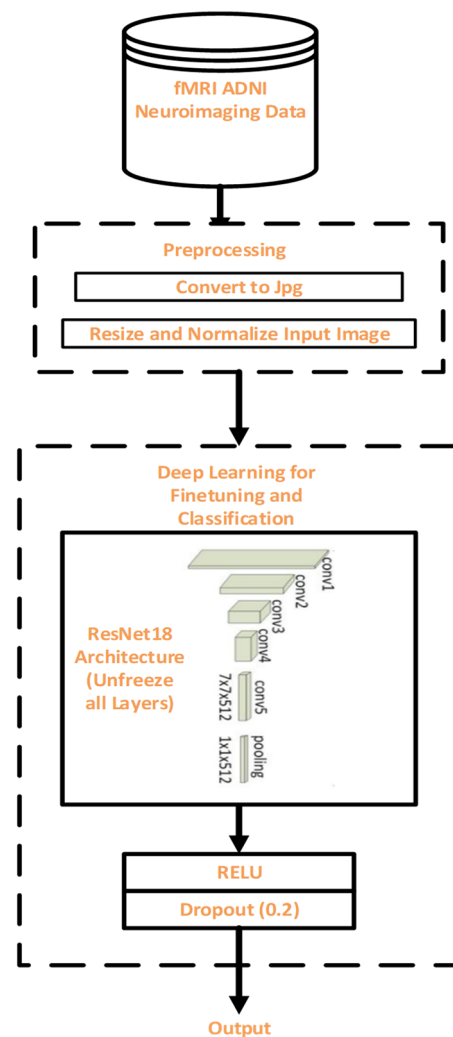 fMRI ADNI
Neuroimaging Data
Preprocessing
Convert to Jpg
Resize and Normalize Input Image
Deep Learning for
Finetuning and
Classification
ResNet18
Architecture
(Unfreeze
all Layers)
conv1
conv2
conv3
conv4
conv5
7x7x512
pooling
1x1x512
RELU
Dropout (0.2)
Output